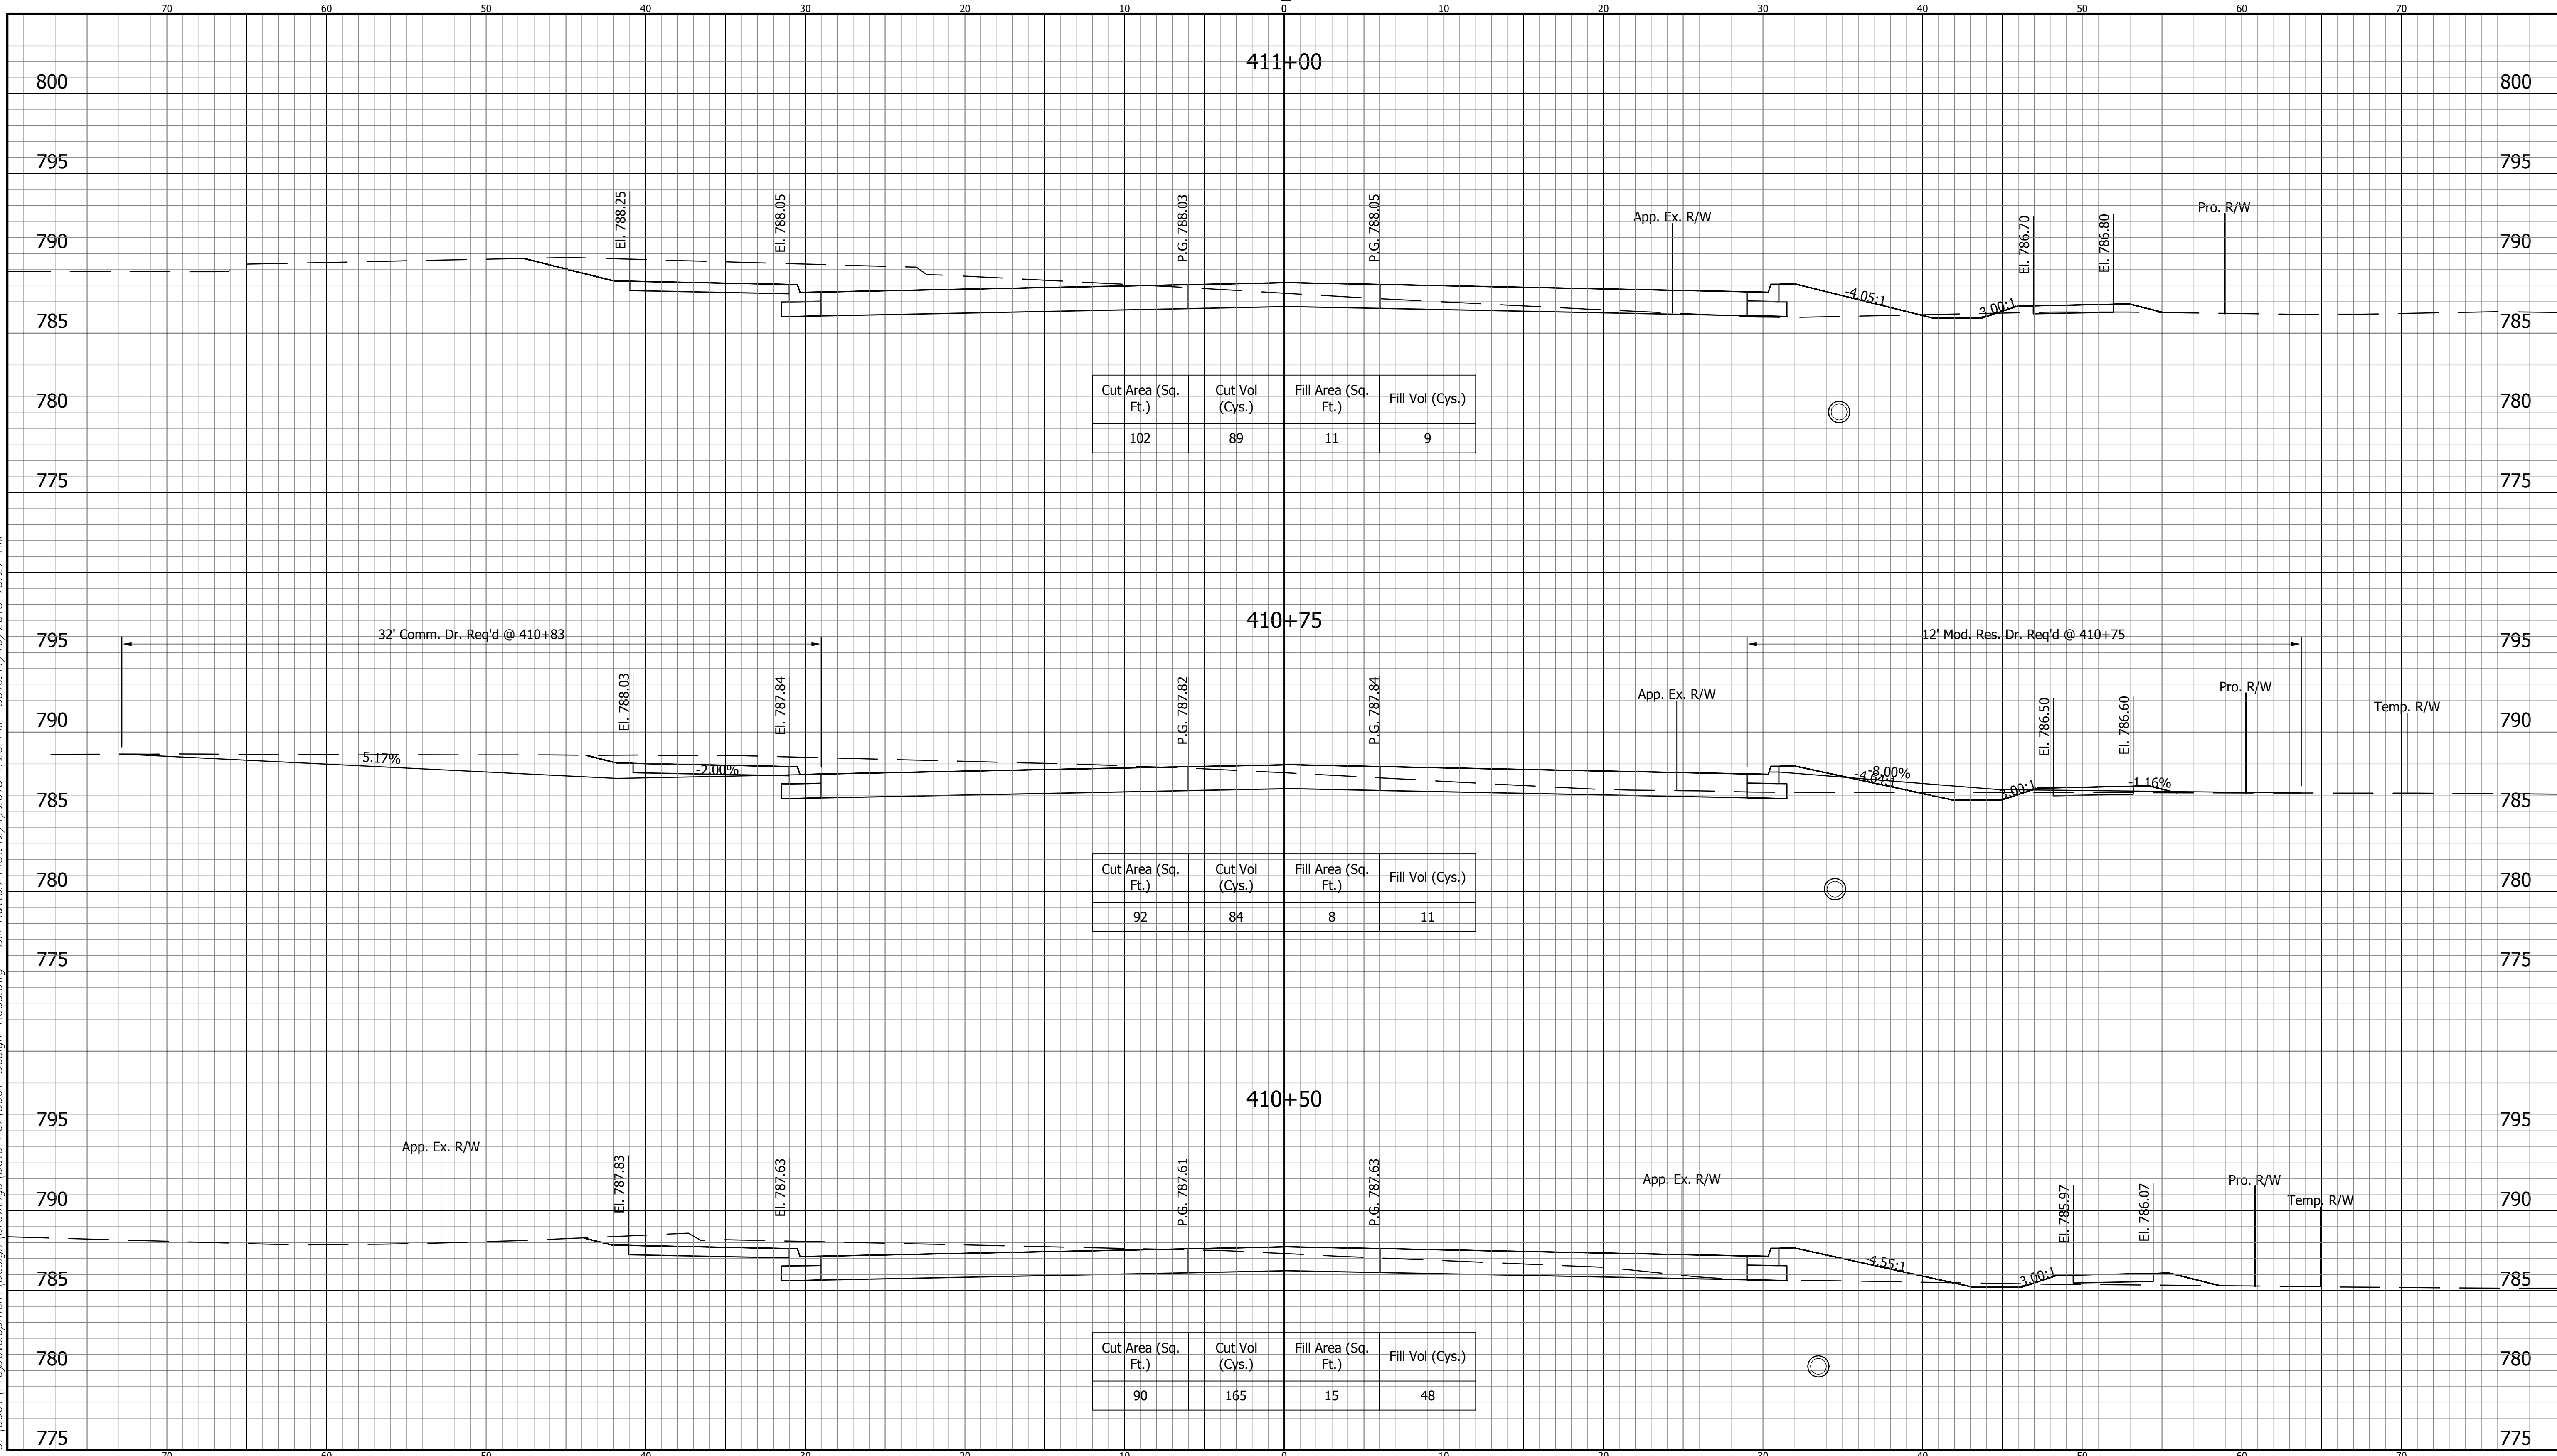 70 60 50 40 30 20 10 0 10 20 30 40 50 60 70
411+00
800 800
795 795
El. 788.25 El. 788.05 P.G. 788.03 P.G. 788.05 App. Ex. R/W El. 786.70 El. 786.80 Pro. R/W
790 790
-4.05:1 3.00:1
785 785
Cut Area (Sq. Ft.) Cut Vol (Cys.) Fill Area (Sq. Ft.) Fill Vol (Cys.)
780 780
102 89 11 9
775 775
410+75
795 32' Comm. Dr. Req'd @ 410+83 12' Mod. Res. Dr. Req'd @ 410+75 795
El. 788.03 El. 787.84 P.G. 787.82 P.G. 787.84 App. Ex. R/W El. 786.50 El. 786.60 Pro. R/W Temp. R/W
790 790
5.17% -2.00% -8.00% -4.64:1 3.00:1 -1.16%
785 785
Cut Area (Sq. Ft.) Cut Vol (Cys.) Fill Area (Sq. Ft.) Fill Vol (Cys.)
780 780
92 84 8 11
775 775
410+50
795 795
App. Ex. R/W El. 787.83 El. 787.63 P.G. 787.61 P.G. 787.63 App. Ex. R/W El. 785.97 El. 786.07 Pro. R/W Temp. R/W
790 790
-4.55:1 3.00:1
785 785
Cut Area (Sq. Ft.) Cut Vol (Cys.) Fill Area (Sq. Ft.) Fill Vol (Cys.)
780 780
90 165 15 48
775 775
70 60 50 40 30 20 10 0 10 20 30 40 50 60 70